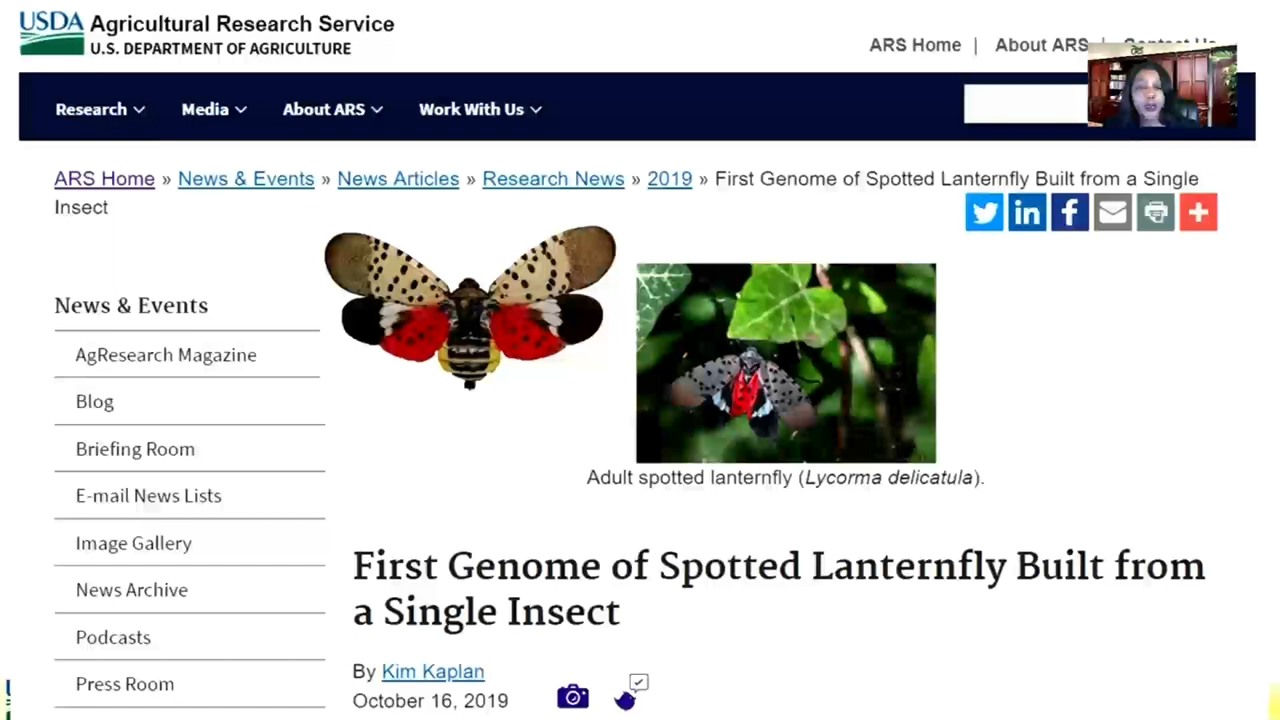 USDA Agricultural Research Service
U.S. DEPARTMENT OF AGRICULTURE
ARS Home | About ARS | Contact Us
Research Media About ARS Work With Us
ARS Home » News & Events » News Articles » Research News » 2019 » First Genome of Spotted Lanternfly Built from a Single
Insect
News & Events
AgResearch Magazine
Blog
Briefing Room
E-mail News Lists
Image Gallery
News Archive
Podcasts
Press Room
Adult spotted lanternfly (Lycorma delicatula).
First Genome of Spotted Lanternfly Built from
a Single Insect
By Kim Kaplan
October 16, 2019